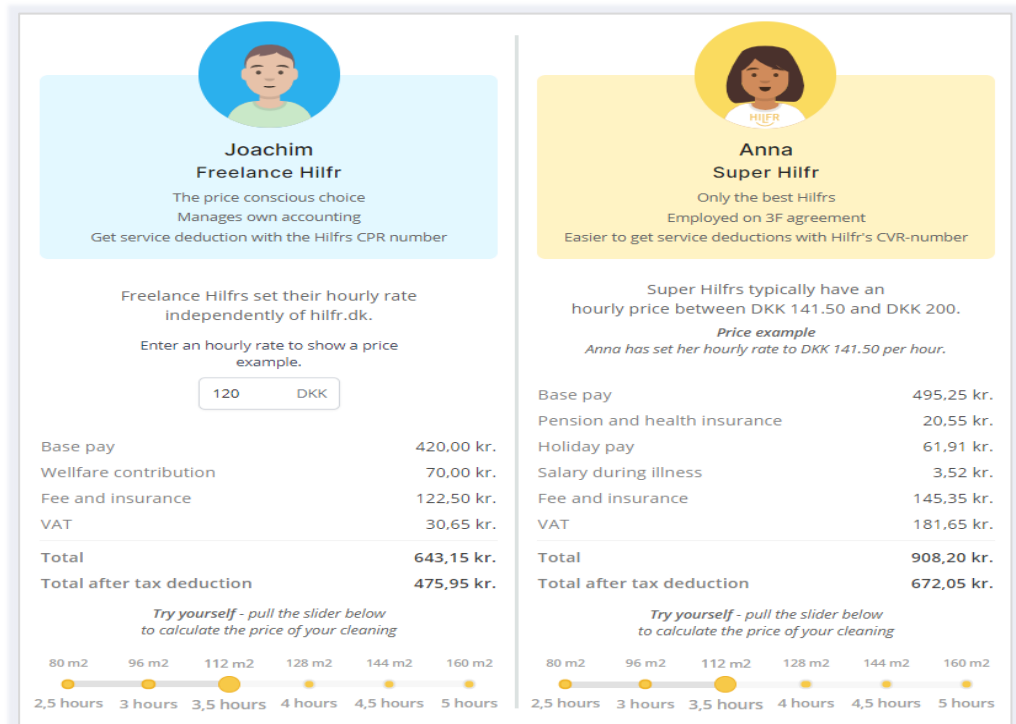 Joachim
Freelance Hilfr
The price conscious choice
Manages own accounting
Get service deduction with the Hilfrs CPR number
Freelance Hilfrs set their hourly rate
independently of hilfr.dk.
Enter an hourly rate to show a price
example.
120 DKK
Base pay 420,00 kr.
Wellfare contribution 70,00 kr.
Fee and insurance 122,50 kr.
VAT 30,65 kr.
Total 643,15 kr.
Total after tax deduction 475,95 kr.
Try yourself - pull the slider below
to calculate the price of your cleaning
80 m2 96 m2 112 m2 128 m2 144 m2 160 m2
2,5 hours 3 hours 3,5 hours 4 hours 4,5 hours 5 hours
HILFR
Anna
Super Hilfr
Only the best Hilfrs
Employed on 3F agreement
Easier to get service deductions with Hilfr's CVR-number
Super Hilfrs typically have an
hourly price between DKK 141.50 and DKK 200.
Price example
Anna has set her hourly rate to DKK 141.50 per hour.
Base pay 495,25 kr.
Pension and health insurance 20,55 kr.
Holiday pay 61,91 kr.
Salary during illness 3,52 kr.
Fee and insurance 145,35 kr.
VAT 181,65 kr.
Total 908,20 kr.
Total after tax deduction 672,05 kr.
Try yourself - pull the slider below
to calculate the price of your cleaning
80 m2 96 m2 112 m2 128 m2 144 m2 160 m2
2,5 hours 3 hours 3,5 hours 4 hours 4,5 hours 5 hours